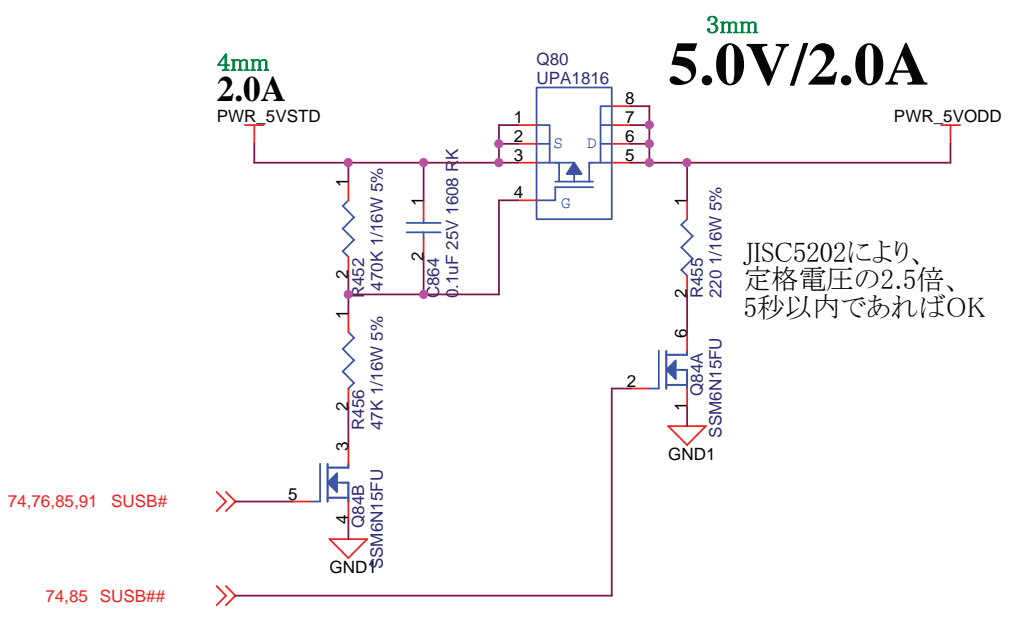 3mm
5.0V/2.0A
4mm
2.0A
PWR_5VSTD
Q80
UPA1816
PWR_5VODD
1
2
3
4
S
D
G
8
7
6
5
1
R452
470K 1/16W 5%
2
1
C864
0.1uF 25V 1608 RK
2
1
R455
220 1/16W 5%
2
JISC5202により、
定格電圧の2.5倍、
5秒以内であればOK
1
R456
47K 1/16W 5%
2
6
2
Q84A
SSM6N15FU
1
GND1
3
74,76,85,91 SUSB#
5
Q84B
SSM6N15FU
4
GND1
74,85 SUSB##